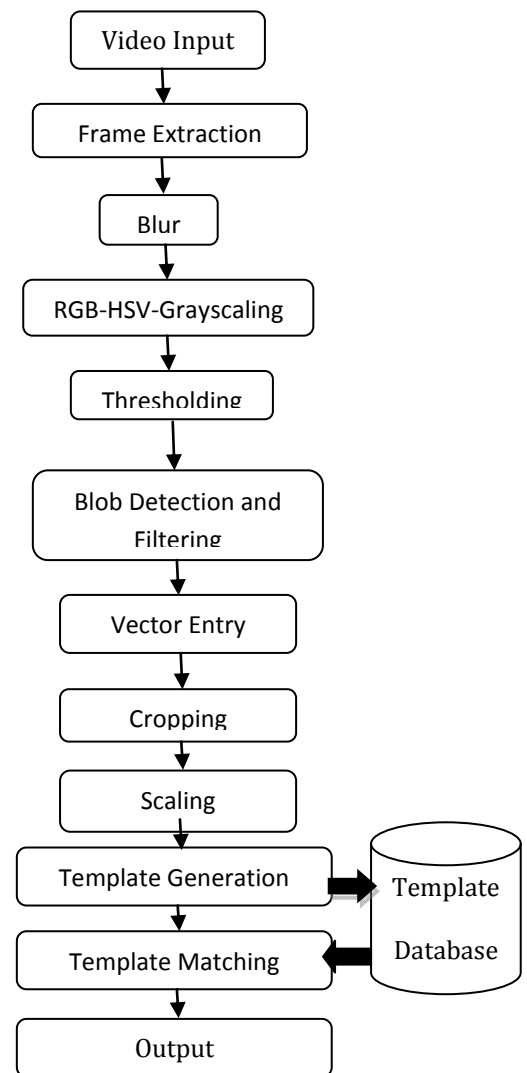 Video Input
Frame Extraction
Blur
RGB-HSV-Grayscaling
Thresholding
Blob Detection and
Filtering
Vector Entry
Cropping
Scaling
Template Generation
Template
Database
Template Matching
Output